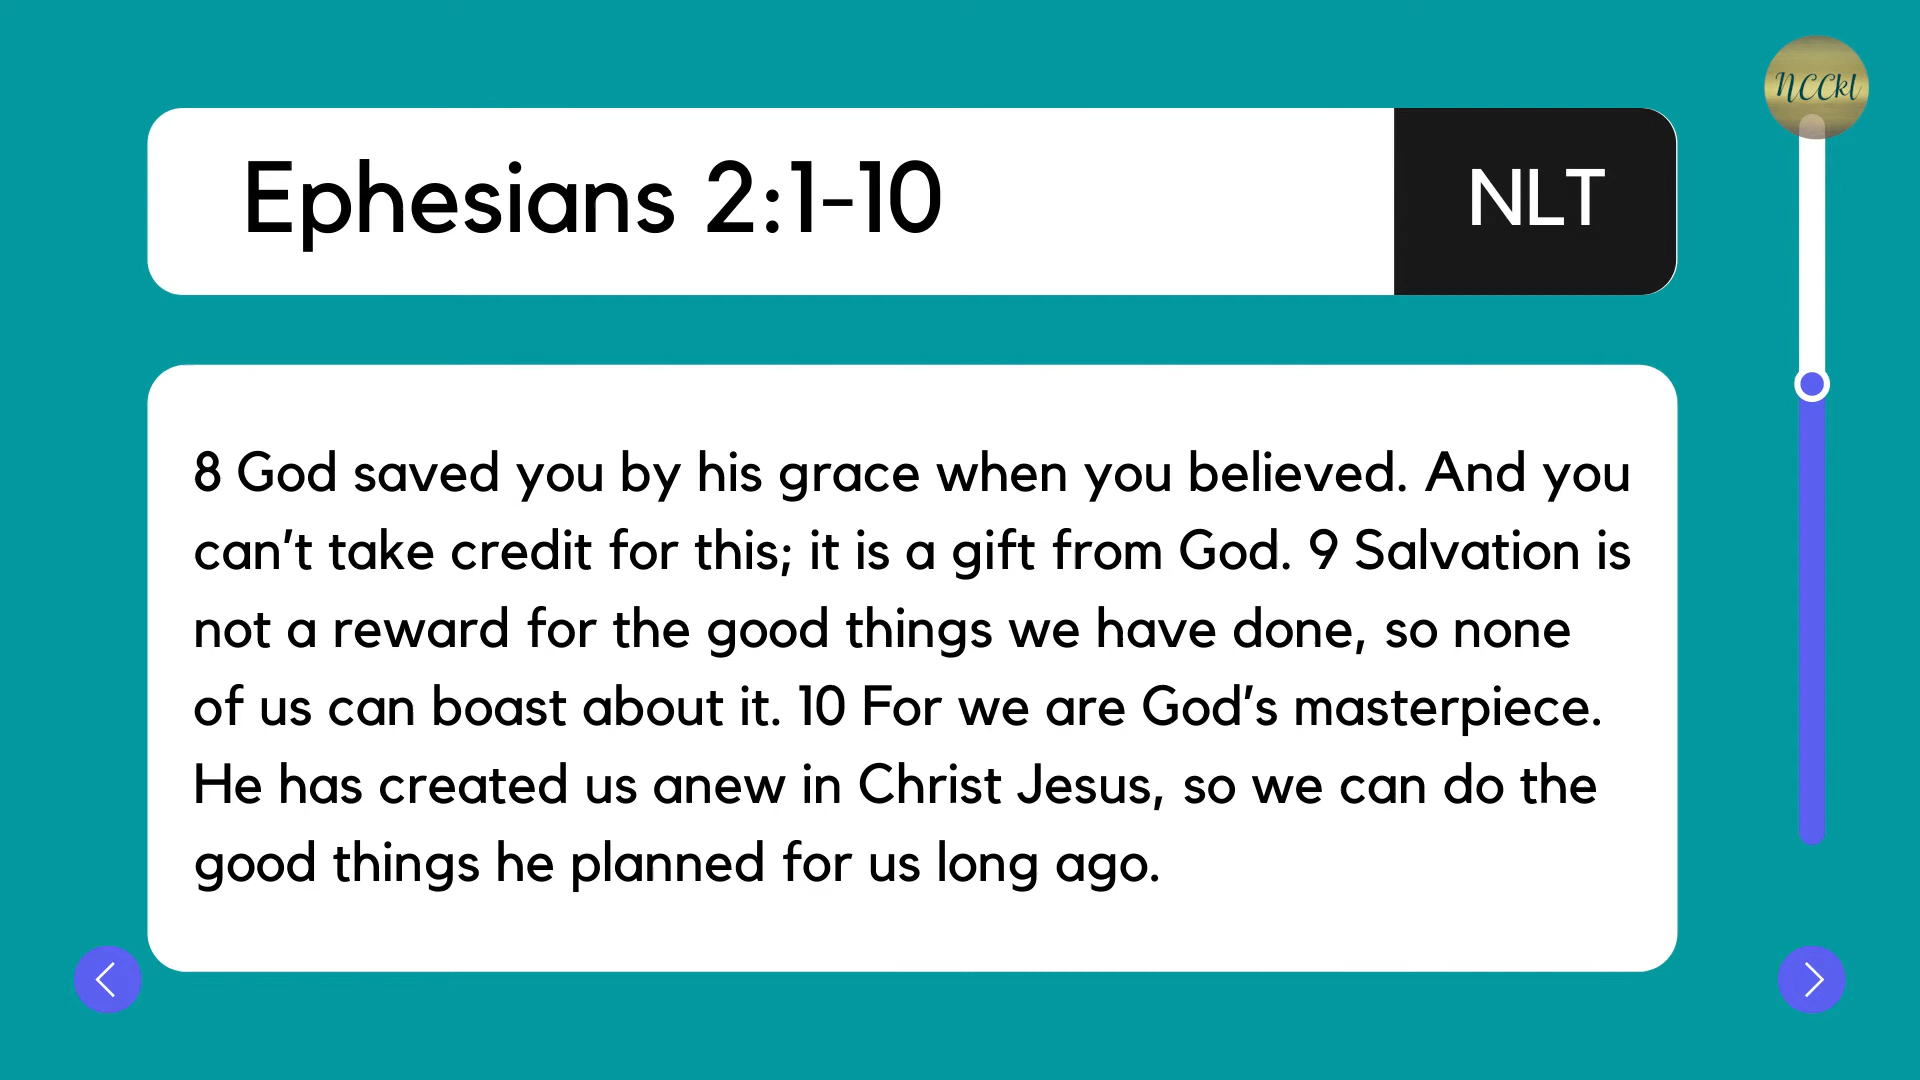 NCCkl
Ephesians 2:1-10
NLT
8 God saved you by his grace when you believed. And you
can’t take credit for this; it is a gift from God. 9 Salvation is
not a reward for the good things we have done, so none
of us can boast about it. 10 For we are God’s masterpiece.
He has created us anew in Christ Jesus, so we can do the
good things he planned for us long ago.